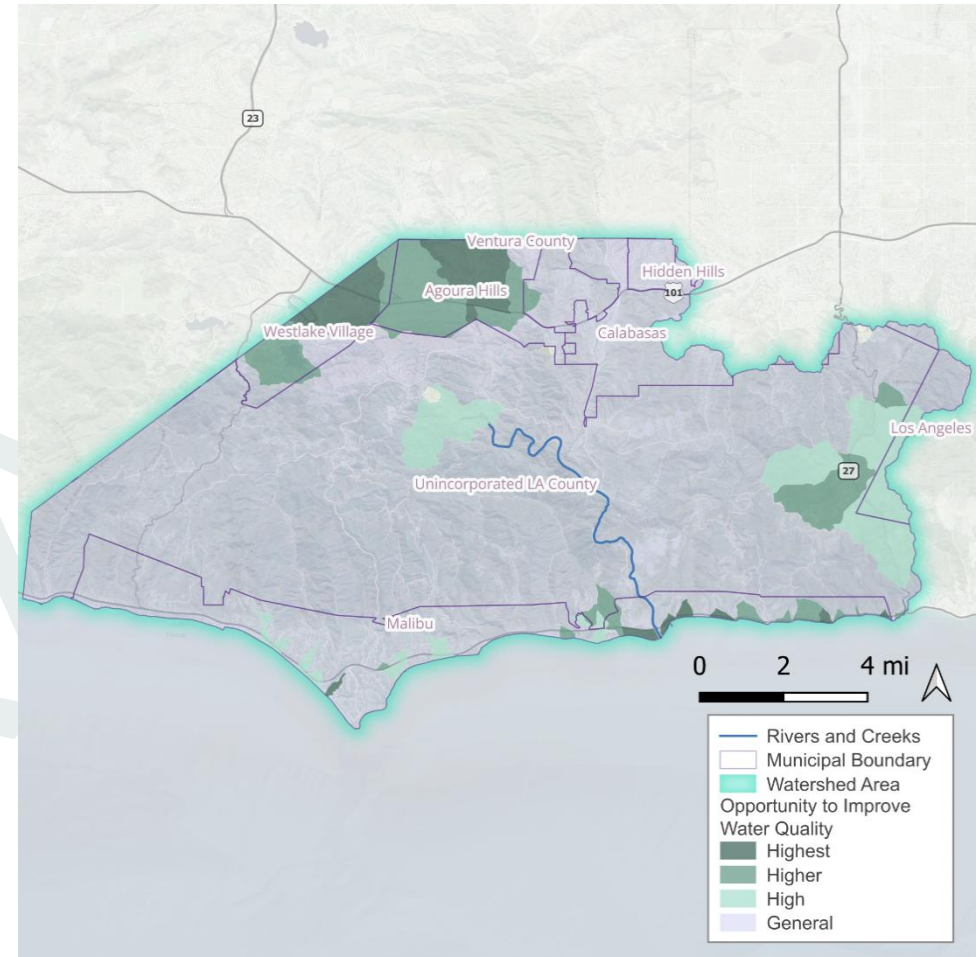 23
Ventura County
Hidden Hills
101
Agoura Hills
Westlake Village
Calabasas
Los Angeles
27
Unincorporated LA County
Malibu
0 2 4 mi
Rivers and Creeks
Municipal Boundary
Watershed Area
Opportunity to Improve
Water Quality
Highest
Higher
High
General